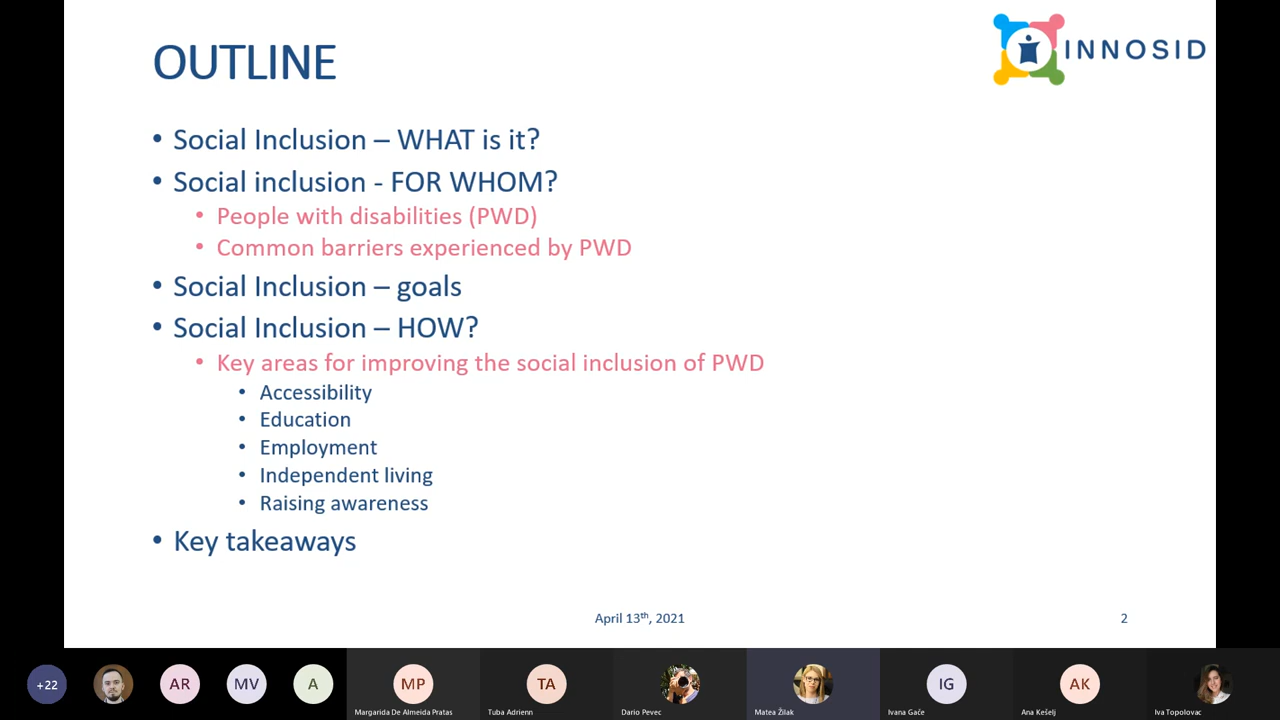 OUTLINE
INNOSID
• Social Inclusion – WHAT is it?
• Social inclusion - FOR WHOM?
• People with disabilities (PWD)
• Common barriers experienced by PWD
• Social Inclusion – goals
• Social Inclusion – HOW?
• Key areas for improving the social inclusion of PWD
• Accessibility
• Education
• Employment
• Independent living
• Raising awareness
• Key takeaways
April 13th, 2021
2
+22
AR
MV
A
MP
TA
IG
AK
Margarida De Almeida Pratas
Tuba Adrienn
Dario Pevec
Matea Žilak
Ivana Gaće
Ana Kešelj
Iva Topolovac